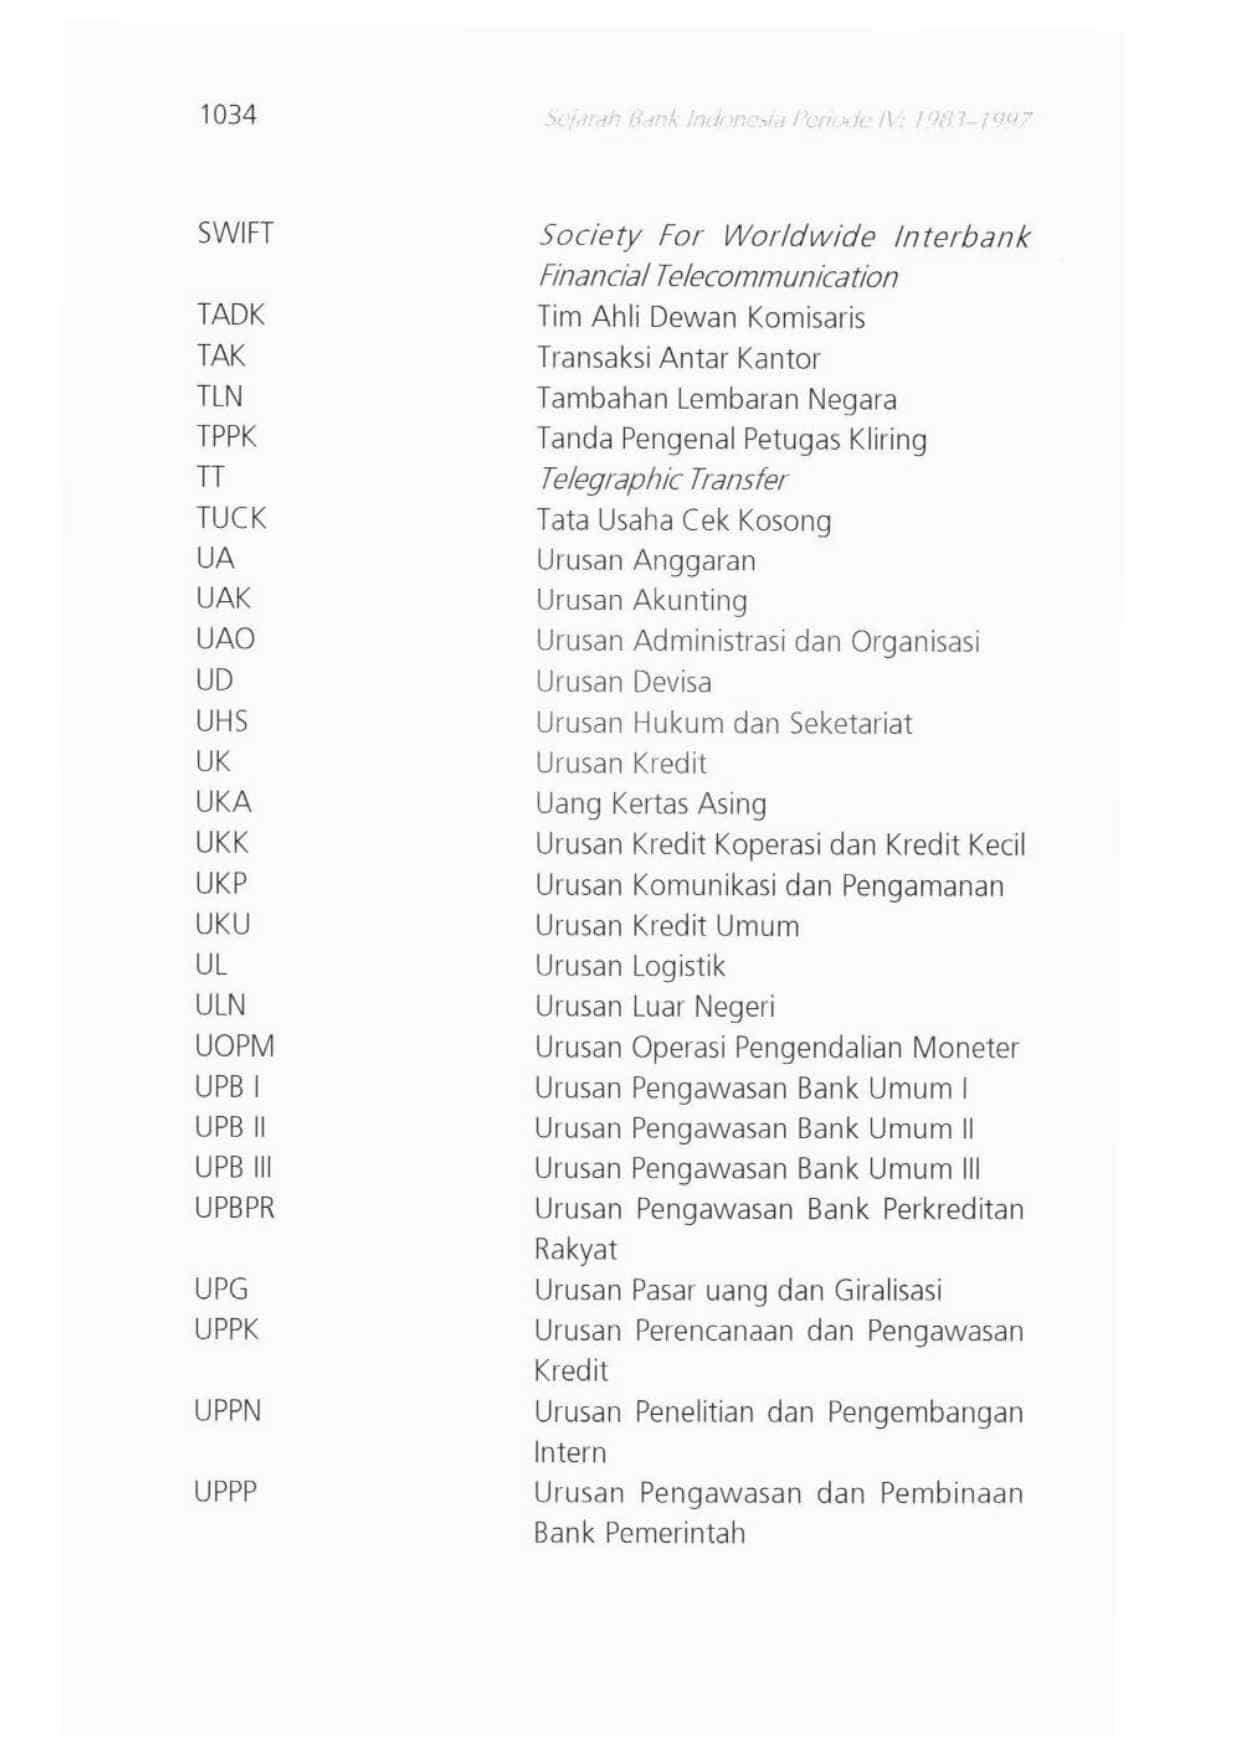 1034 Sejarah Bank Indonesia Periode IV: 1983–1997
SWIFT Society For Worldwide Interbank
Financial Telecommunication
TADK Tim Ahli Dewan Komisaris
TAK Transaksi Antar Kantor
TLN Tambahan Lembaran Negara
TPPK Tanda Pengenal Petugas Kliring
TT Telegraphic Transfer
TUCK Tata Usaha Cek Kosong
UA Urusan Anggaran
UAK Urusan Akunting
UAO Urusan Administrasi dan Organisasi
UD Urusan Devisa
UHS Urusan Hukum dan Seketariat
UK Urusan Kredit
UKA Uang Kertas Asing
UKK Urusan Kredit Koperasi dan Kredit Kecil
UKP Urusan Komunikasi dan Pengamanan
UKU Urusan Kredit Umum
UL Urusan Logistik
ULN Urusan Luar Negeri
UOPM Urusan Operasi Pengendalian Moneter
UPB I Urusan Pengawasan Bank Umum I
UPB II Urusan Pengawasan Bank Umum II
UPB III Urusan Pengawasan Bank Umum III
UPBPR Urusan Pengawasan Bank Perkreditan
Rakyat
UPG Urusan Pasar uang dan Giralisasi
UPPK Urusan Perencanaan dan Pengawasan
Kredit
UPPN Urusan Penelitian dan Pengembangan
Intern
UPPP Urusan Pengawasan dan Pembinaan
Bank Pemerintah